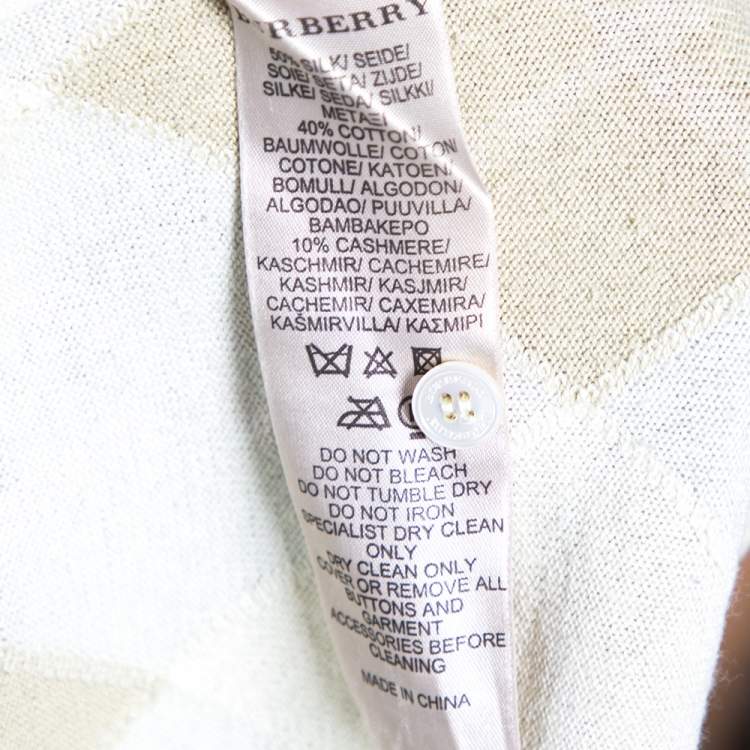 BURBERRY
50% SILK/ SEIDE/
SOIE/ SETA/ ZIJDE/
SILKE/ SEDA/ SILKKI/
ΜΕΤΑΞΙ
40% COTTON/
BAUMWOLLE/ COTON/
COTONE/ KATOEN/
BOMULL/ ALGODON/
ALGODAO/ PUUVILLA/
ΒΑΜΒΑΚΕΡΟ
10% CASHMERE/
KASCHMIR/ CACHEMIRE/
KASHMIR/ KASJMIR/
CACHEMIR/ CAXEMIRA/
KAŠMIRVILLA/ ΚΑΣΜΙΡΙ
DO NOT WASH
DO NOT BLEACH
DO NOT TUMBLE DRY
DO NOT IRON
SPECIALIST DRY CLEAN
ONLY
DRY CLEAN ONLY
COVER OR REMOVE ALL
BUTTONS AND
GARMENT
ACCESSORIES BEFORE
CLEANING
MADE IN CHINA